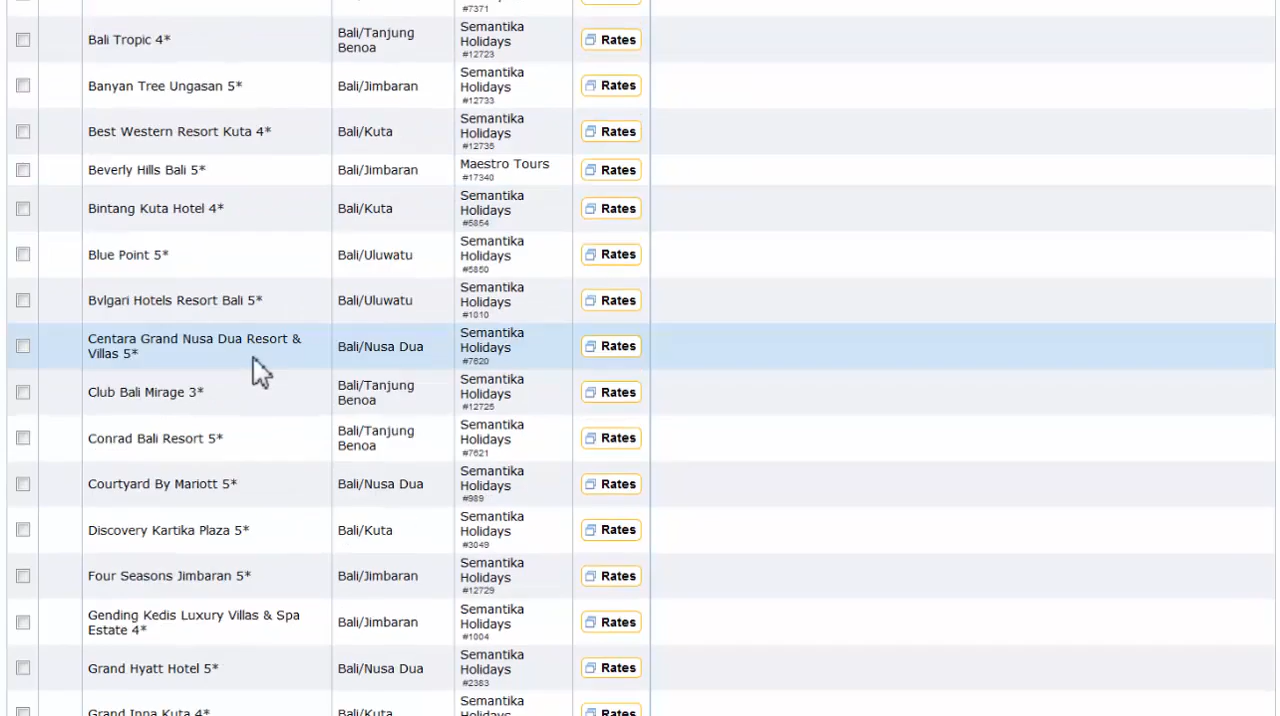 #7371
Bali Tropic 4*
Bali/Tanjung
Benoa
Semantika
Holidays
#12723
Rates
Banyan Tree Ungasan 5*
Bali/Jimbaran
Semantika
Holidays
#12733
Rates
Best Western Resort Kuta 4*
Bali/Kuta
Semantika
Holidays
#12735
Rates
Beverly Hills Bali 5*
Bali/Jimbaran
Maestro Tours
#17340
Rates
Bintang Kuta Hotel 4*
Bali/Kuta
Semantika
Holidays
#5854
Rates
Blue Point 5*
Bali/Uluwatu
Semantika
Holidays
#5850
Rates
Bvlgari Hotels Resort Bali 5*
Bali/Uluwatu
Semantika
Holidays
#1010
Rates
Centara Grand Nusa Dua Resort &
Villas 5*
Bali/Nusa Dua
Semantika
Holidays
#7620
Rates
Club Bali Mirage 3*
Bali/Tanjung
Benoa
Semantika
Holidays
#12725
Rates
Conrad Bali Resort 5*
Bali/Tanjung
Benoa
Semantika
Holidays
#7621
Rates
Courtyard By Mariott 5*
Bali/Nusa Dua
Semantika
Holidays
#989
Rates
Discovery Kartika Plaza 5*
Bali/Kuta
Semantika
Holidays
#3049
Rates
Four Seasons Jimbaran 5*
Bali/Jimbaran
Semantika
Holidays
#12729
Rates
Gending Kedis Luxury Villas & Spa
Estate 4*
Bali/Jimbaran
Semantika
Holidays
#1004
Rates
Grand Hyatt Hotel 5*
Bali/Nusa Dua
Semantika
Holidays
#2383
Rates
Grand Inna Kuta 4*
Bali/Kuta
Semantika
Holidays
Rates